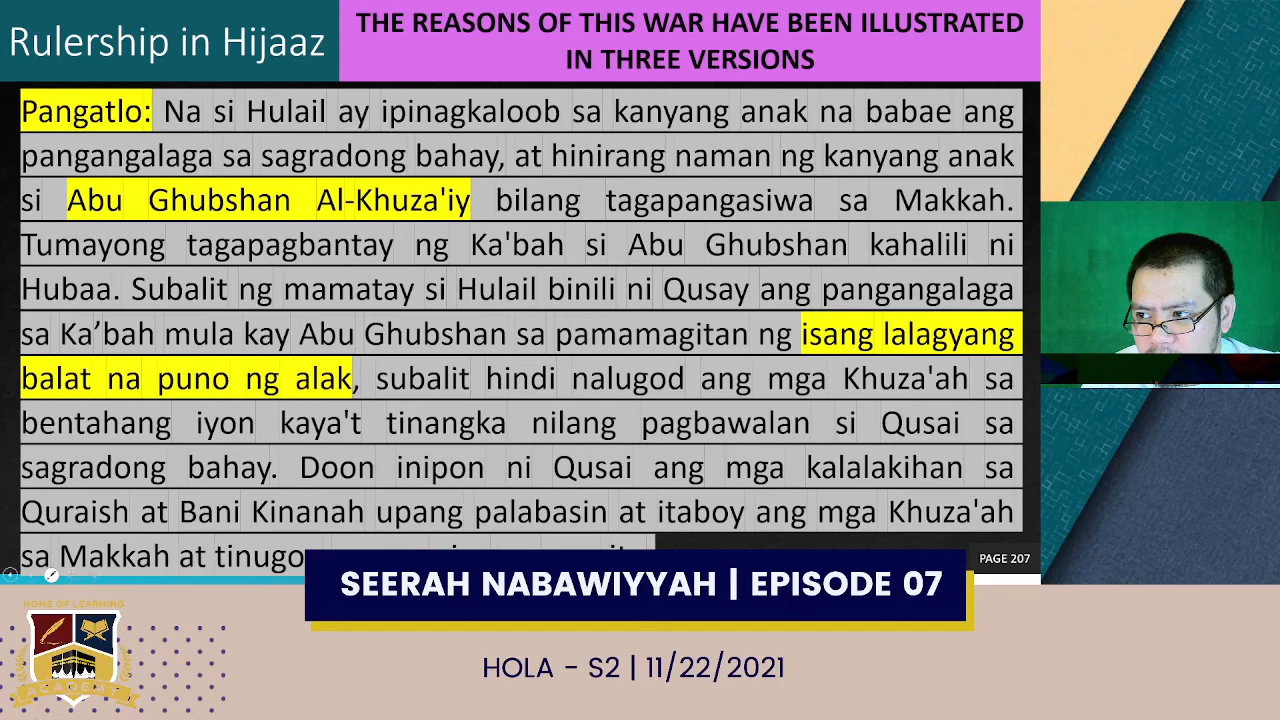 Rulership in Hijaaz
THE REASONS OF THIS WAR HAVE BEEN ILLUSTRATED
IN THREE VERSIONS
Pangatlo: Na si Hulail ay ipinagkaloob sa kanyang anak na babae ang
pangangalaga sa sagradong bahay, at hinirang naman ng kanyang anak
si Abu Ghubshan Al-Khuza'iy bilang tagapangasiwa sa Makkah.
Tumayong tagapagbantay ng Ka'bah si Abu Ghubshan kahalili ni
Hubaa. Subalit ng mamatay si Hulail binili ni Qusay ang pangangalaga
sa Ka’bah mula kay Abu Ghubshan sa pamamagitan ng isang lalagyang
balat na puno ng alak, subalit hindi nalugod ang mga Khuza'ah sa
bentahang iyon kaya't tinangka nilang pagbawalan si Qusai sa
sagradong bahay. Doon inipon ni Qusai ang mga kalalakihan sa
Quraish at Bani Kinanah upang palabasin at itaboy ang mga Khuza'ah
sa Makkah at
PAGE 207
SEERAH NABAWIYYAH | EPISODE 07
HOLA - S2 | 11/22/2021
HOME OF LEARNING
ACADEMY